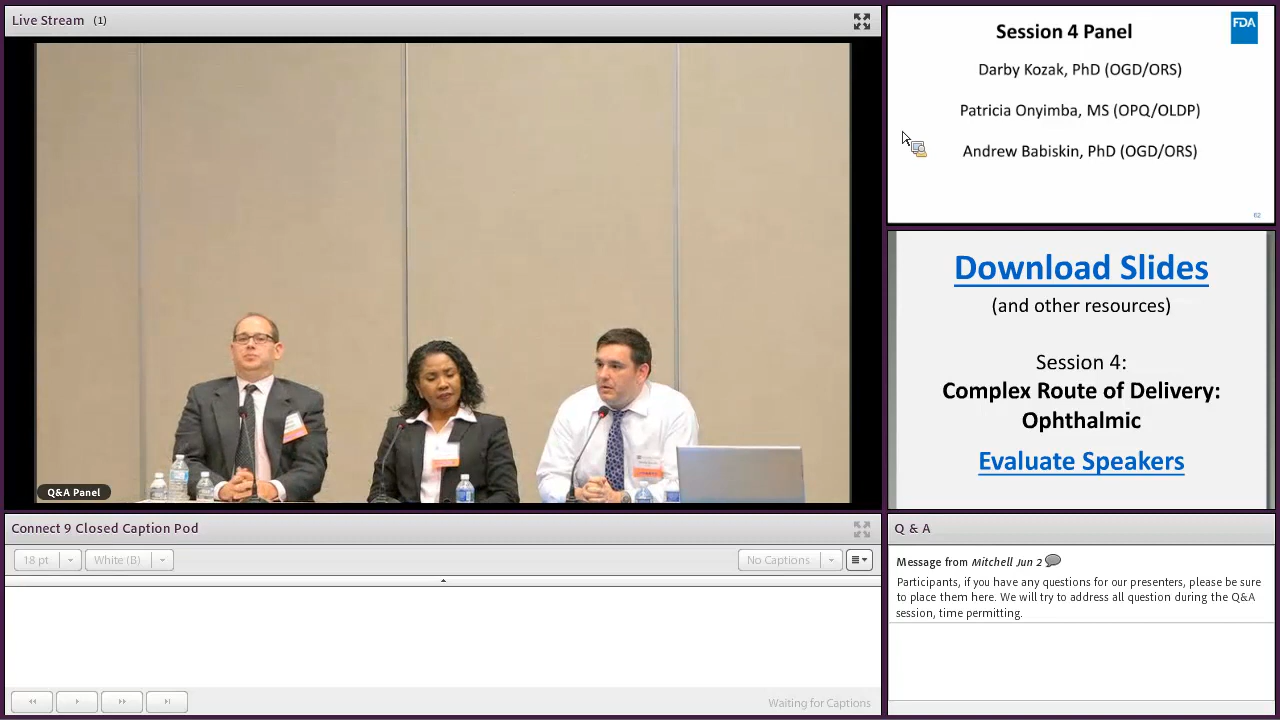 Live Stream (1)
Q&A Panel
Session 4 Panel
FDA
Darby Kozak, PhD (OGD/ORS)
Patricia Onyimba, MS (OPQ/OLDP)
Andrew Babiskin, PhD (OGD/ORS)
62
Download Slides
(and other resources)
Session 4:
Complex Route of Delivery:
Ophthalmic
Evaluate Speakers
Connect 9 Closed Caption Pod
18 pt
White (B)
No Captions
Waiting for Captions
Q & A
Message from Mitchell Jun 2
Participants, if you have any questions for our presenters, please be sure
to place them here. We will try to address all question during the Q&A
session, time permitting.